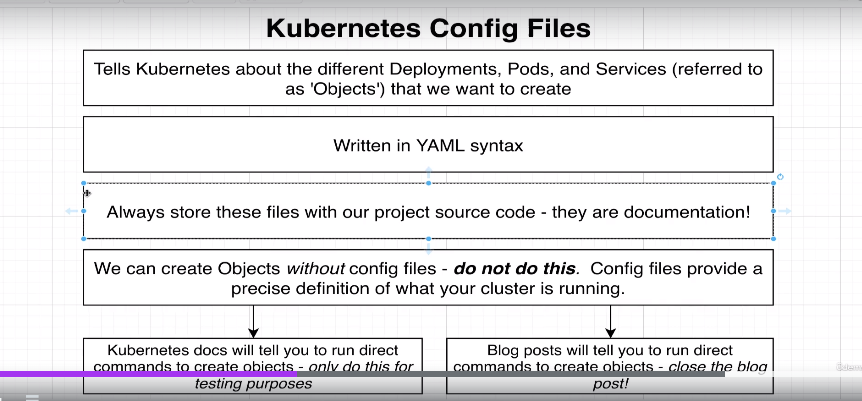 Kubernetes Config Files
Tells Kubernetes about the different Deployments, Pods, and Services (referred to
as 'Objects') that we want to create
Written in YAML syntax
Always store these files with our project source code - they are documentation!
We can create Objects without config files - do not do this. Config files provide a
precise definition of what your cluster is running.
Kubernetes docs will tell you to run direct
commands to create objects - only do this for
testing purposes
Blog posts will tell you to run direct
commands to create objects - close the blog
post!